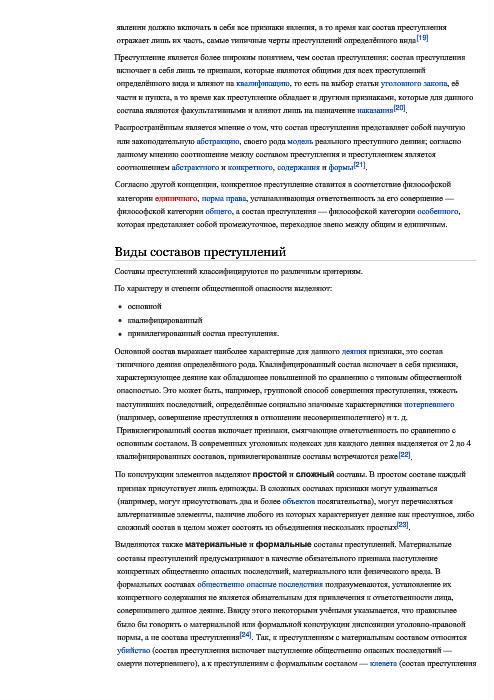 явлении должно включать в себя все признаки явления, в то время как состав преступления
отражает лишь их часть, самые типичные черты преступлений определённого вида[19]
Преступление является более широким понятием, чем состав преступления: состав преступления
включает в себя лишь те признаки, которые являются общими для всех преступлений
определённого вида и влияют на квалификацию, то есть на выбор статьи уголовного закона, её
части и пункта, в то время как преступление обладает и другими признаками, которые для данного
состава являются факультативными и влияют лишь на назначение наказания[20].
Распространённым является мнение о том, что состав преступления представляет собой научную
или законодательную абстракцию, своего рода модель реального преступного деяния; согласно
данному мнению соотношение между составом преступления и преступлением является
соотношением абстрактного и конкретного, содержания и формы[21].
Согласно другой концепции, конкретное преступление ставится в соответствие философской
категории единичного, норма права, устанавливающая ответственность за его совершение —
философской категории общего, а состав преступления — философской категории особенного,
которая представляет собой промежуточное, переходное звено между общим и единичным.
Виды составов преступлений
Составы преступлений классифицируются по различным критериям.
По характеру и степени общественной опасности выделяют:
• основной
• квалифицированный
• привилегированный состав преступления.
Основной состав выражает наиболее характерные для данного деяния признаки, это состав
типичного деяния определённого рода. Квалифицированный состав включает в себя признаки,
характеризующее деяние как обладающее повышенной по сравнению с типовым общественной
опасностью. Это может быть, например, групповой способ совершения преступления, тяжесть
наступивших последствий, определённые социально значимые характеристики потерпевшего
(например, совершение преступления в отношении несовершеннолетнего) и т. д.
Привилегированный состав включает признаки, смягчающие ответственность по сравнению с
основным составом. В современных уголовных кодексах для каждого деяния выделяется от 2 до 4
квалифицированных составов, привилегированные составы встречаются реже[22].
По конструкции элементов выделяют простой и сложный составы. В простом составе каждый
признак присутствует лишь единожды. В сложных составах признаки могут удваиваться
(например, могут присутствовать два и более объектов посягательства), могут перечисляться
альтернативные элементы, наличие любого из которых характеризует деяние как преступное, либо
сложный состав в целом может состоять из объединения нескольких простых[23].
Выделяются также материальные и формальные составы преступлений. Материальные
составы преступлений предусматривают в качестве обязательного признака наступление
конкретных общественно опасных последствий, материального или физического вреда. В
формальных составах общественно опасные последствия подразумеваются, установление их
конкретного содержания не является обязательным для привлечения к ответственности лица,
совершившего данное деяние. Ввиду этого некоторыми учёными указывается, что правильнее
было бы говорить о материальной или формальной конструкции диспозиции уголовно-правовой
нормы, а не состава преступления[24]. Так, к преступлениям с материальным составом относится
убийство (состав преступления включает наступление общественно опасных последствий —
смерти потерпевшего), а к преступлениям с формальным составом — клевета (состав преступления